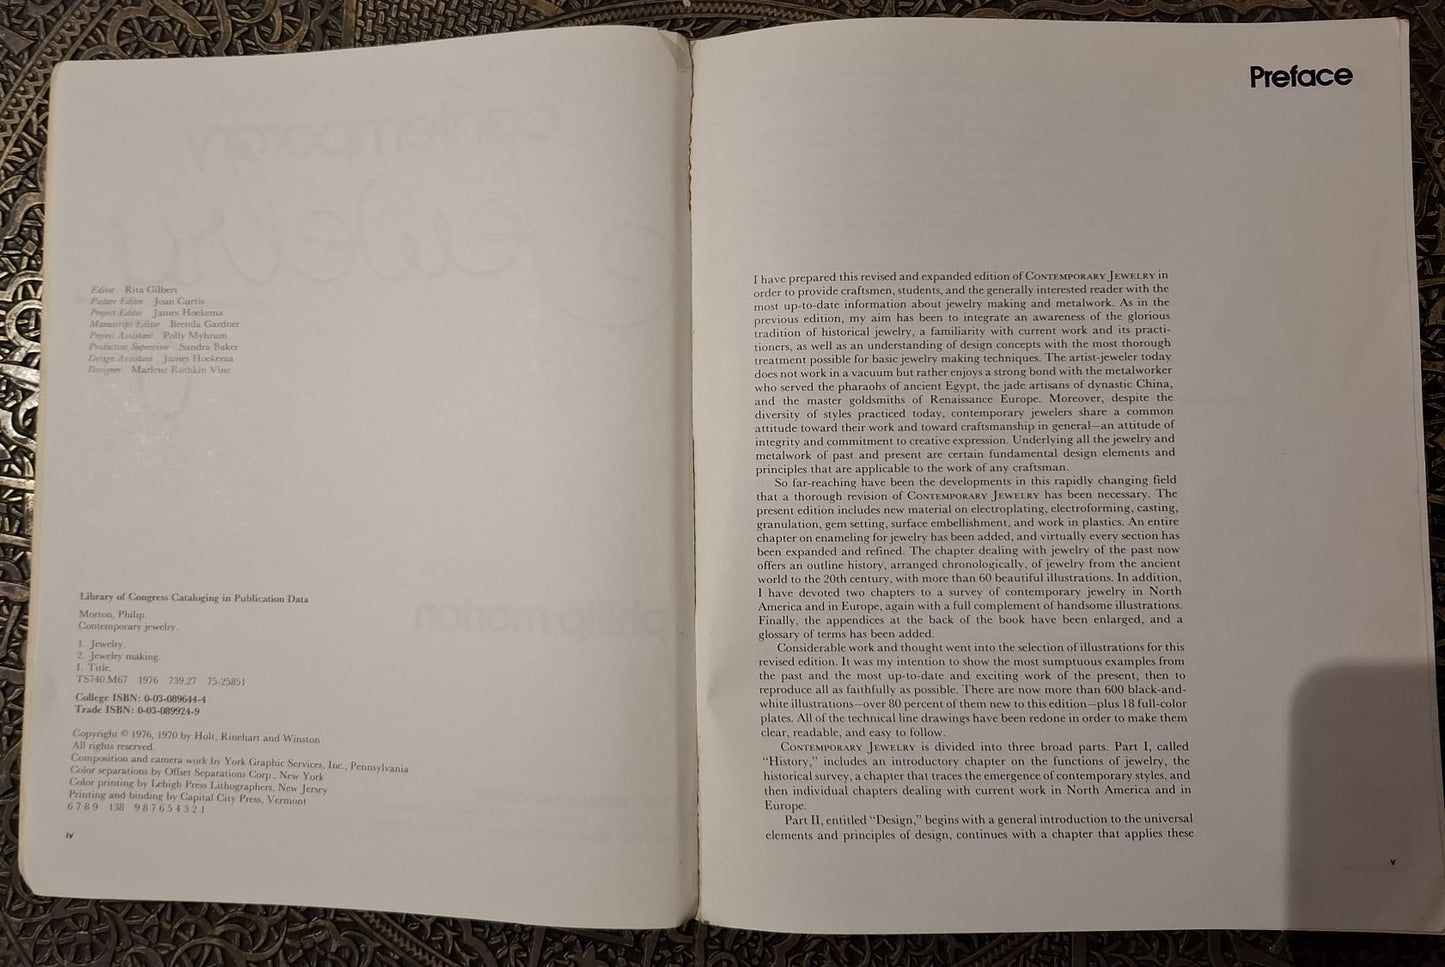 Editor Rita Gilbert
Picture Editor Joan Curtis
Project Editor James Hoekema
Manuscript Editor Brenda Gardner
Project Assistant Polly Myhrum
Production Supervisor Sandra Baker
Design Assistant James Hoekema
Designer Marlene Rothkin Vine
Library of Congress Cataloging in Publication Data
Morton, Philip.
Contemporary jewelry.
1. Jewelry.
2. Jewelry making.
I. Title.
TS740.M67 1976 739.27 75-25851
College ISBN: 0-03-089644-4
Trade ISBN: 0-03-089924-9
Copyright © 1976, 1970 by Holt, Rinehart and Winston
All rights reserved.
Composition and camera work by York Graphic Services, Inc., Pennsylvania
Color separations by Offset Separations Corp., New York
Color printing by Lehigh Press Lithographers, New Jersey
Printing and binding by Capital City Press, Vermont
6 7 8 9 138 9 8 7 6 5 4 3 2 1
iv
Preface
I have prepared this revised and expanded edition of CONTEMPORARY JEWELRY in
order to provide craftsmen, students, and the generally interested reader with the
most up-to-date information about jewelry making and metalwork. As in the
previous edition, my aim has been to integrate an awareness of the glorious
tradition of historical jewelry, a familiarity with current work and its practi-
tioners, as well as an understanding of design concepts with the most thorough
treatment possible for basic jewelry making techniques. The artist-jeweler today
does not work in a vacuum but rather enjoys a strong bond with the metalworker
who served the pharaohs of ancient Egypt, the jade artisans of dynastic China,
and the master goldsmiths of Renaissance Europe. Moreover, despite the
diversity of styles practiced today, contemporary jewelers share a common
attitude toward their work and toward craftsmanship in general—an attitude of
integrity and commitment to creative expression. Underlying all the jewelry and
metalwork of past and present are certain fundamental design elements and
principles that are applicable to the work of any craftsman.
So far-reaching have been the developments in this rapidly changing field
that a thorough revision of CONTEMPORARY JEWELRY has been necessary. The
present edition includes new material on electroplating, electroforming, casting,
granulation, gem setting, surface embellishment, and work in plastics. An entire
chapter on enameling for jewelry has been added, and virtually every section has
been expanded and refined. The chapter dealing with jewelry of the past now
offers an outline history, arranged chronologically, of jewelry from the ancient
world to the 20th century, with more than 60 beautiful illustrations. In addition,
I have devoted two chapters to a survey of contemporary jewelry in North
America and in Europe, again with a full complement of handsome illustrations.
Finally, the appendices at the back of the book have been enlarged, and a
glossary of terms has been added.
Considerable work and thought went into the selection of illustrations for this
revised edition. It was my intention to show the most sumptuous examples from
the past and the most up-to-date and exciting work of the present, then to
reproduce all as faithfully as possible. There are now more than 600 black-and-
white illustrations—over 80 percent of them new to this edition—plus 18 full-color
plates. All of the technical line drawings have been redone in order to make them
clear, readable, and easy to follow.
CONTEMPORARY JEWELRY is divided into three broad parts. Part I, called
“History,” includes an introductory chapter on the functions of jewelry, the
historical survey, a chapter that traces the emergence of contemporary styles, and
then individual chapters dealing with current work in North America and in
Europe.
Part II, entitled “Design,” begins with a general introduction to the universal
elements and principles of design, continues with a chapter that applies these
v